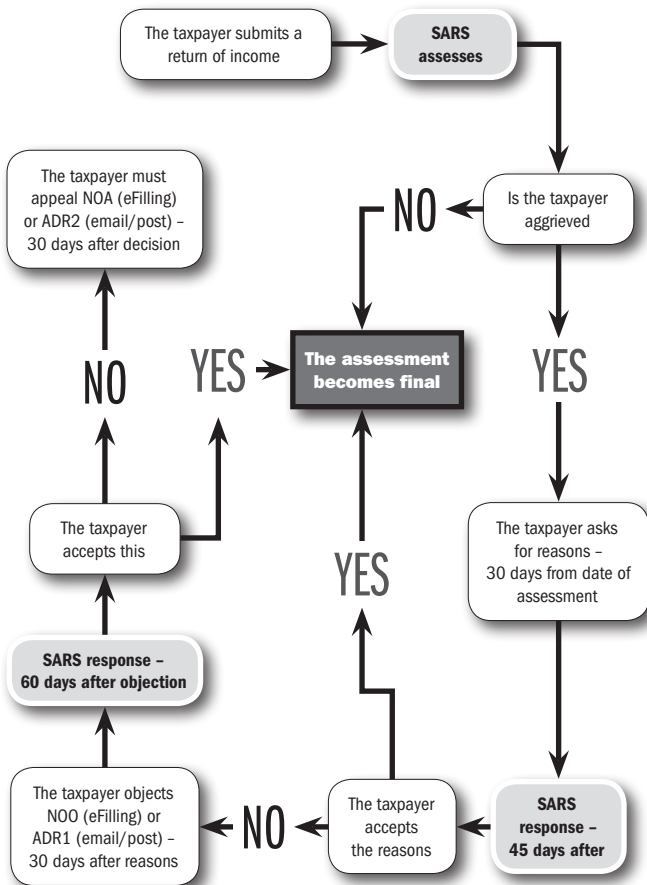 The taxpayer submits a
return of income
SARS
assesses
Is the taxpayer
aggrieved
NO
The assessment
becomes final
YES
The taxpayer asks
for reasons –
30 days from date of
assessment
SARS
response –
45 days after
The taxpayer
accepts
the reasons
YES
NO
The taxpayer objects
NOO (eFilling) or
ADR1 (email/post) –
30 days after reasons
SARS response –
60 days after objection
The taxpayer
accepts this
YES
NO
The taxpayer must
appeal NOA (eFilling)
or ADR2 (email/post) –
30 days after decision